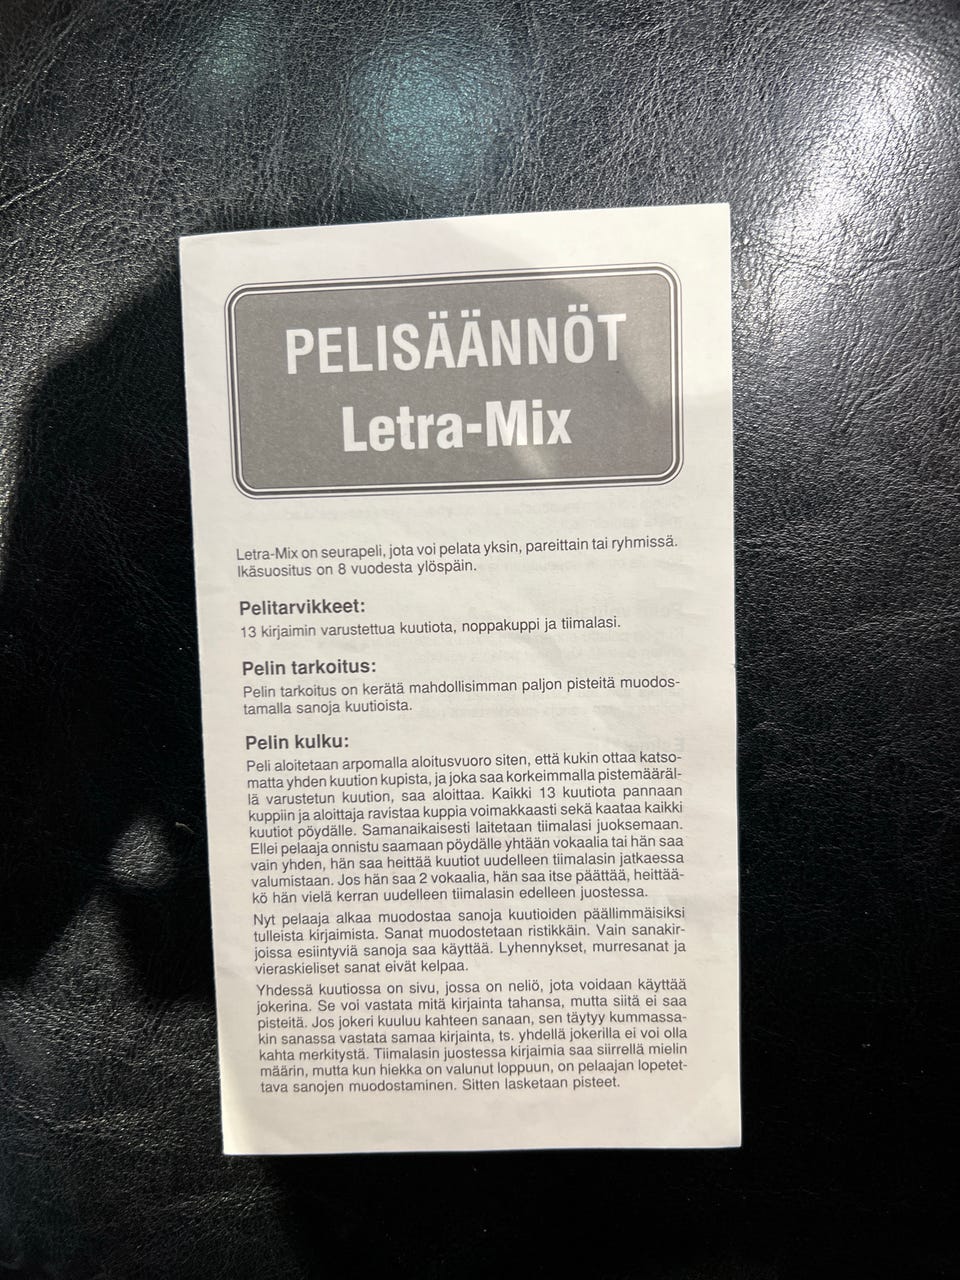 PELISÄÄNNÖT
Letra-Mix
Letra-Mix on seurapeli, jota voi pelata yksin, pareittain tai ryhmissä.
Ikäsuositus on 8 vuodesta ylöspäin.
Pelitarvikkeet:
13 kirjaimin varustettua kuutiota, noppakuppi ja tiimalasi.
Pelin tarkoitus:
Pelin tarkoitus on kerätä mahdollisimman paljon pisteitä muodos-
tamalla sanoja kuutioista.
Pelin kulku:
Peli aloitetaan arpomalla aloitusvuoro siten, että kukin ottaa katso-
matta yhden kuution kupista, ja joka saa korkeimmalla pistemääräl-
lä varustetun kuution, saa aloittaa. Kaikki 13 kuutiota pannaan
kuppiin ja aloittaja ravistaa kuppia voimakkaasti sekä kaataa kaikki
kuutiot pöydälle. Samanaikaisesti laitetaan tiimalasi juoksemaan.
Ellei pelaaja onnistu saamaan pöydälle yhtään vokaalia tai hän saa
vain yhden, hän saa heittää kuutiot uudelleen tiimalasin jatkaessa
valumistaan. Jos hän saa 2 vokaalia, hän saa itse päättää, heittää-
kö hän vielä kerran uudelleen tiimalasin edelleen juostessa.
Nyt pelaaja alkaa muodostaa sanoja kuutioiden päällimmäisiksi
tulleista kirjaimista. Sanat muodostetaan ristikkäin. Vain sanakir-
joissa esiintyviä sanoja saa käyttää. Lyhennykset, murresanat ja
vieraskieliset sanat eivät kelpaa.
Yhdessä kuutiossa on sivu, jossa on neliö, jota voidaan käyttää
jokerina. Se voi vastata mitä kirjainta tahansa, mutta siitä ei saa
pisteitä. Jos jokeri kuuluu kahteen sanaan, sen täytyy kummassa-
kin sanassa vastata samaa kirjainta, ts. yhdellä jokerilla ei voi olla
kahta merkitystä. Tiimalasin juostessa kirjaimia saa siirrellä mielin
määrin, mutta kun hiekka on valunut loppuun, on pelaajan lopetet-
tava sanojen muodostaminen. Sitten lasketaan pisteet.